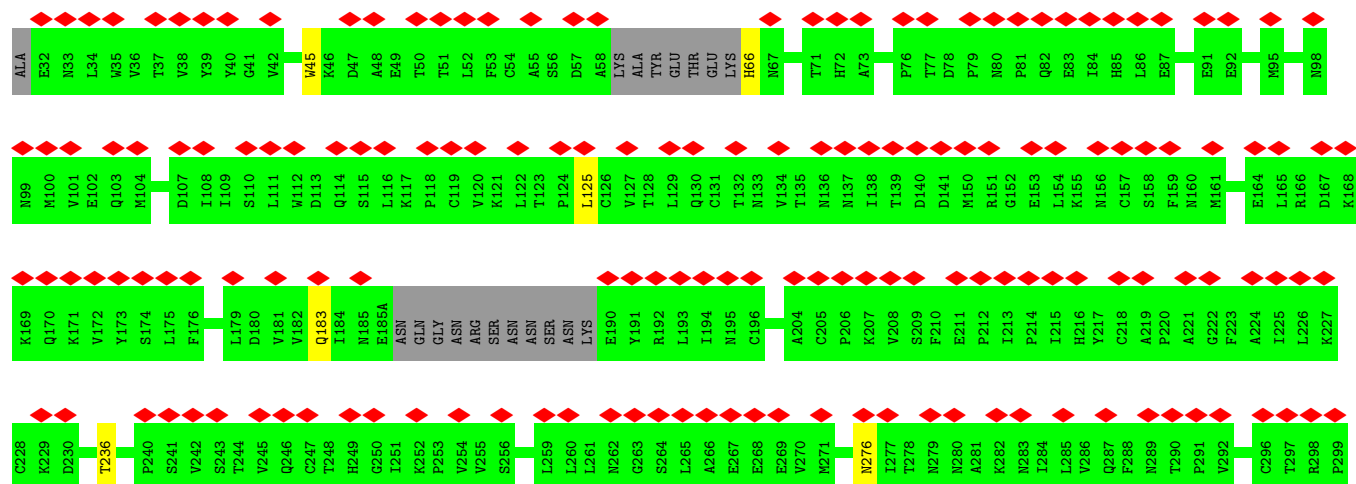 ALA E32 N33 L34 W35 V36 T37 V38 Y39 Y40 G41 V42 W45 K46 D47 A48 E49 T50 T51 L52 F53 C54 A55 S56 D57 A58 LYS ALA TYR GLU THR GLU LYS H66 N67 T71 H72 A73 P76 T77 D78 P79 N80 P81 Q82 E83 I84 H85 L86 E87 E91 E92 M95 N98
N99 M100 V101 E102 Q103 M104 D107 I108 I109 S110 L111 W112 D113 Q114 S115 L116 K117 P118 C119 V120 K121 L122 T123 P124 L125 C126 V127 T128 L129 Q130 C131 T132 N133 V134 T135 N136 N137 I138 T139 D140 D141 M150 R151 G152 E153 L154 K155 N156 C157 S158 F159 N160 M161 E164 L165 R166 D167 K168
K169 Q170 K171 V172 Y173 S174 L175 F176 L179 D180 V181 V182 Q183 I184 N185 E185A ASN GLN GLY ASN ARG SER ASN ASN SER ASN LYS E190 Y191 R192 L193 I194 N195 C196 A204 C205 P206 K207 V208 S209 F210 E211 P212 I213 P214 I215 H216 Y217 C218 A219 P220 A221 G222 F223 A224 I225 L226 K227
C228 K229 D230 T236 P240 S241 V242 S243 T244 V245 Q246 C247 T248 H249 G250 I251 K252 P253 V254 V255 S256 L259 L260 L261 N262 G263 S264 L265 A266 E267 E268 E269 V270 M271 N276 I277 T278 N279 N280 A281 K282 N283 I284 L285 V286 Q287 F288 N289 T290 P291 V292 C296 T297 R298 P299